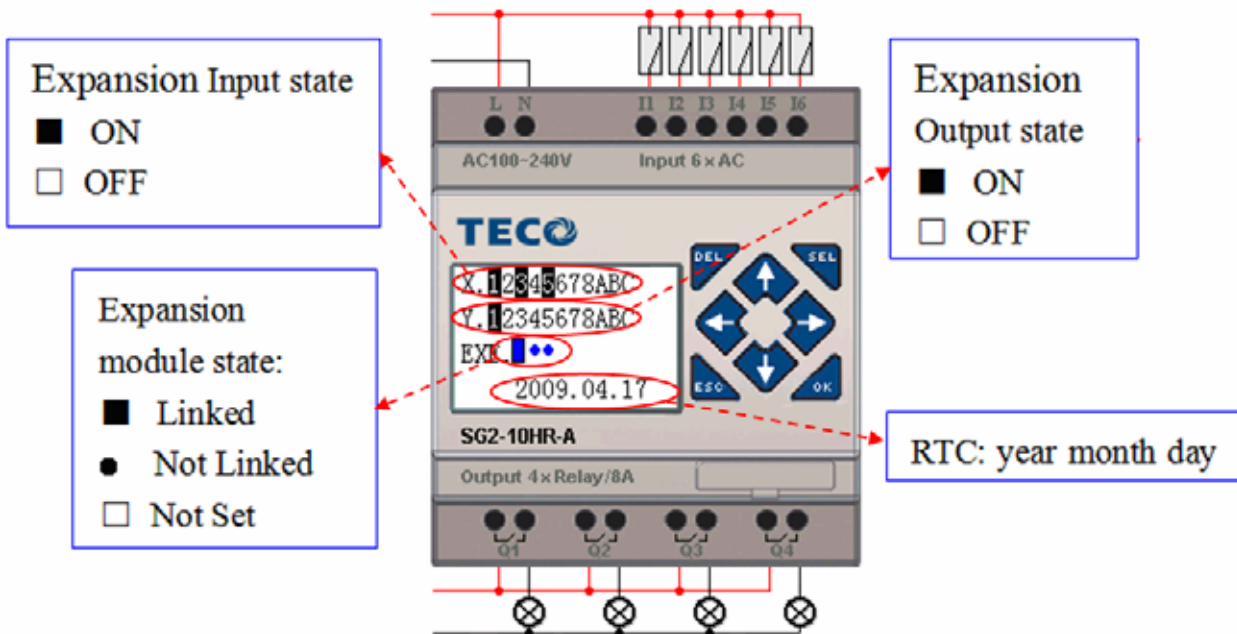 Expansion Input state
■ ON
□ OFF
Expansion
Output state
■ ON
□ OFF
Expansion
module state:
■ Linked
● Not Linked
□ Not Set
RTC: year month day
L N
I1 I2 I3 I4 I5 I6
AC100~240V Input 6×AC
TECO
DEL SEL
X.12345678ABC
Y.12345678ABC
2009.04.17
ESC OK
SG2-10HR-A
Output 4×Relay/8A
Q1 Q2 Q3 Q4